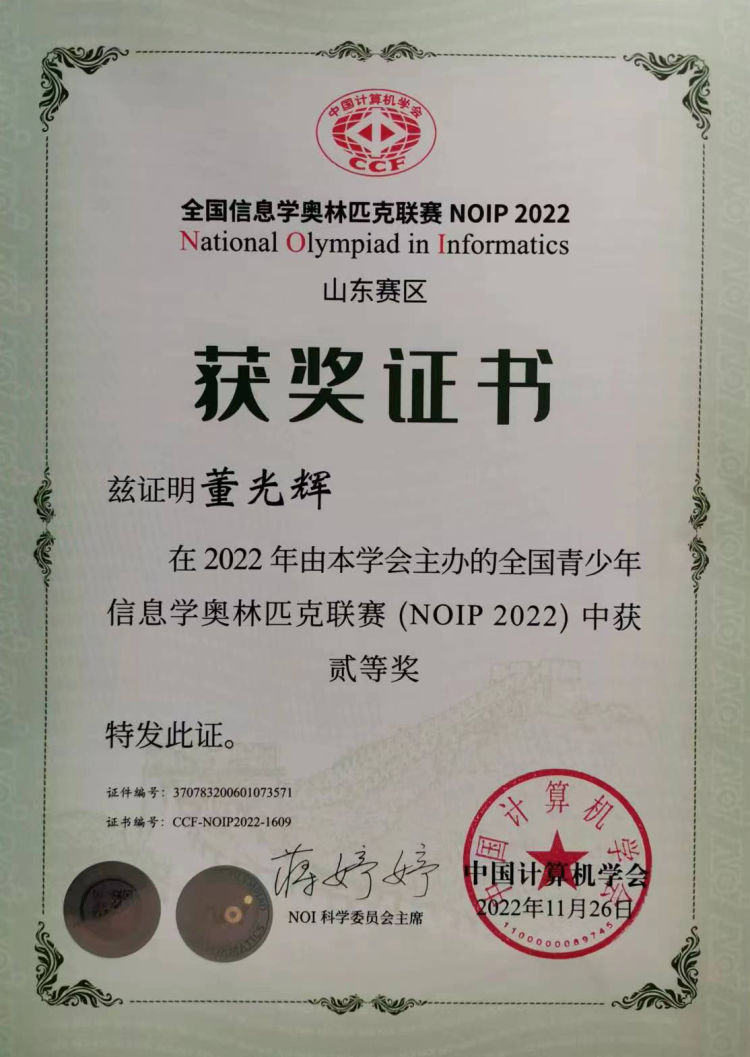 中国计算机学会
CCF
全国信息学奥林匹克联赛 NOIP 2022
National Olympiad in Informatics
山东赛区
获奖证书
兹证明董光辉
在 2022 年由本学会主办的全国青少年
信息学奥林匹克联赛 (NOIP 2022) 中获
贰等奖
特发此证。
证件编号：370783200601073571
证书编号：CCF-NOIP2022-1609
蒋婷婷
NOI 科学委员会主席
中国计算机学会
中国计算机学会
2022年11月26日
1100000089745